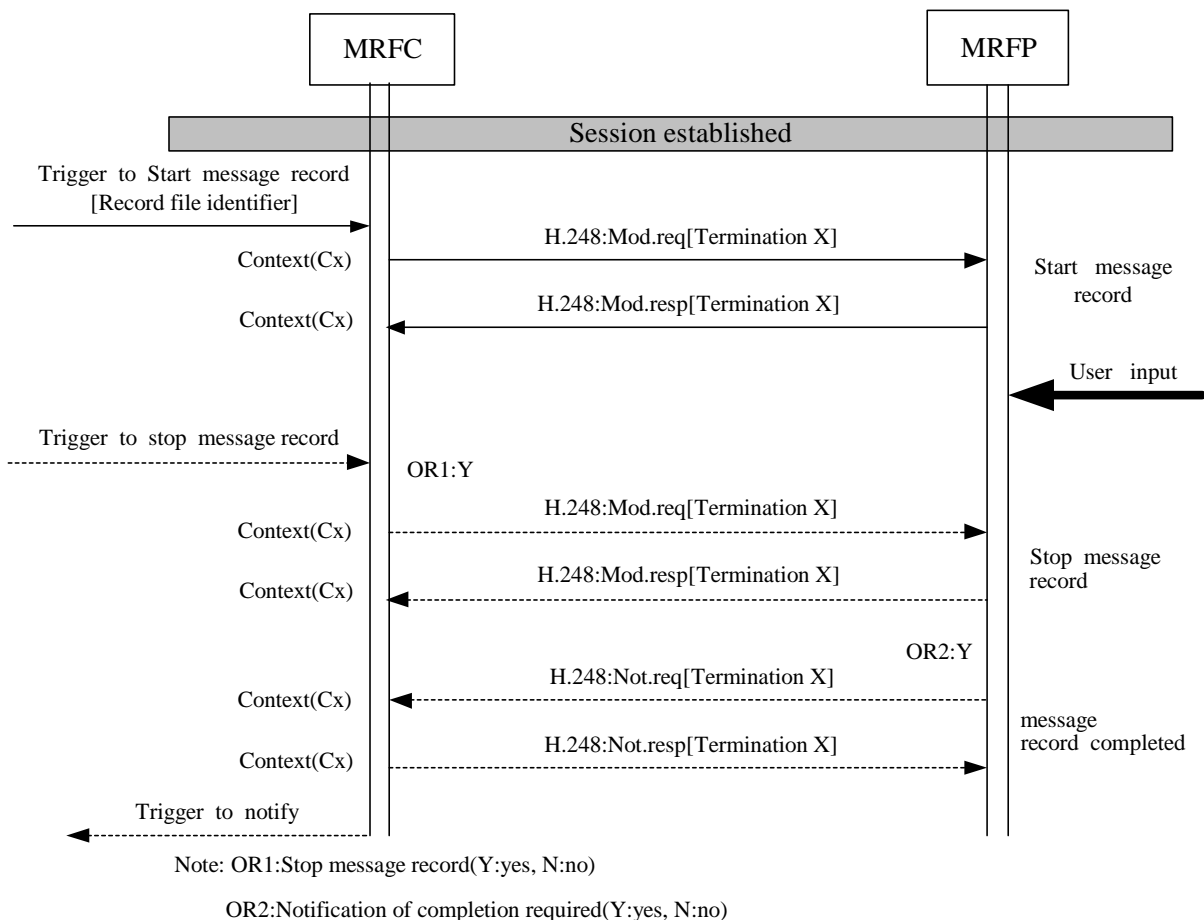 MRFC
MRFP
Session established
Trigger to Start message record
[Record file identifier]
H.248:Mod.req[Termination X]
Context(Cx)
Start message
record
H.248:Mod.resp[Termination X]
Context(Cx)
User input
Trigger to stop message record
OR1:Y
H.248:Mod.req[Termination X]
Context(Cx)
Stop message
record
H.248:Mod.resp[Termination X]
Context(Cx)
OR2:Y
H.248:Not.req[Termination X]
Context(Cx)
message
record completed
H.248:Not.resp[Termination X]
Context(Cx)
Trigger to notify
Note: OR1:Stop message record(Y:yes, N:no)
OR2:Notification of completion required(Y:yes, N:no)